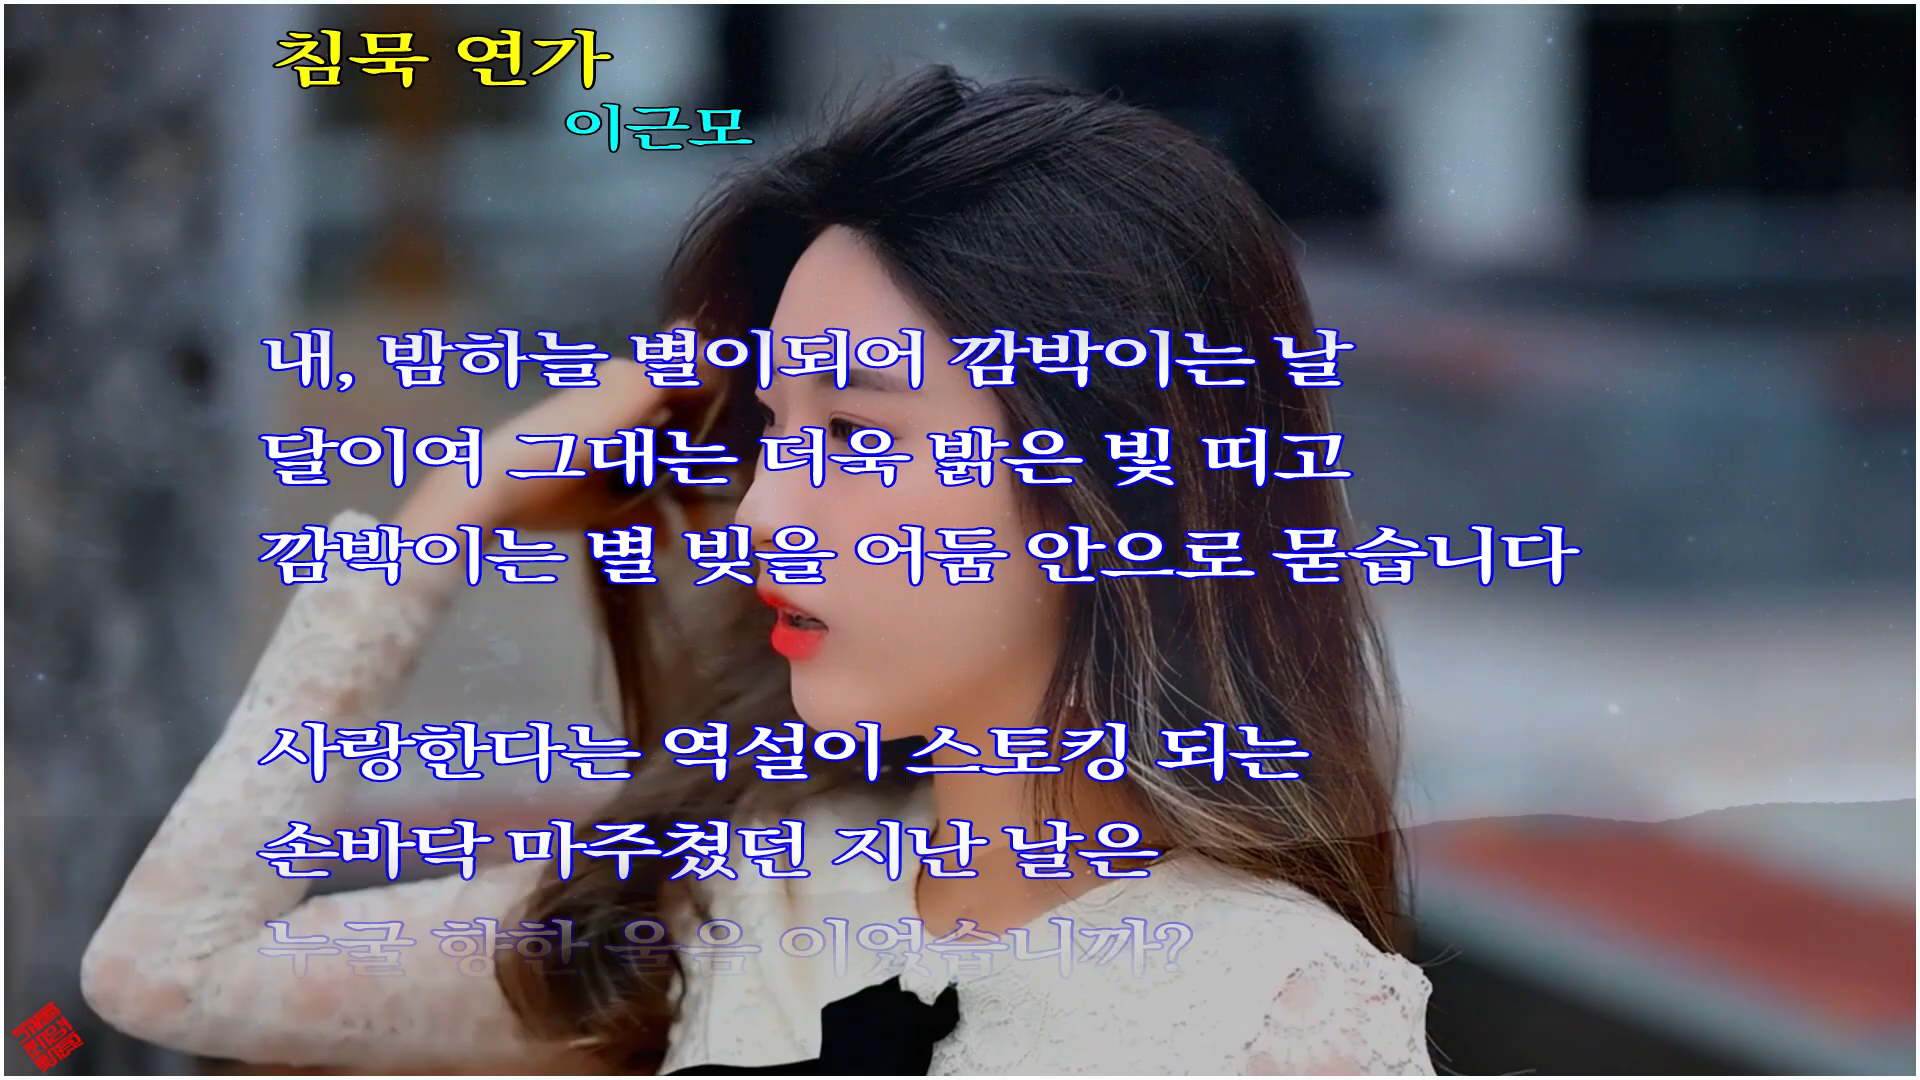 침묵 연가
이근모
내, 밤하늘 별이되어 깜박이는 날
달이여 그대는 더욱 밝은 빛 띠고
깜박이는 별 빛을 어둠 안으로 묻습니다
사랑한다는 역설이 스토킹 되는
손바닥 마주쳤던 지난 날은
누굴 향한 울음 이었습니까?